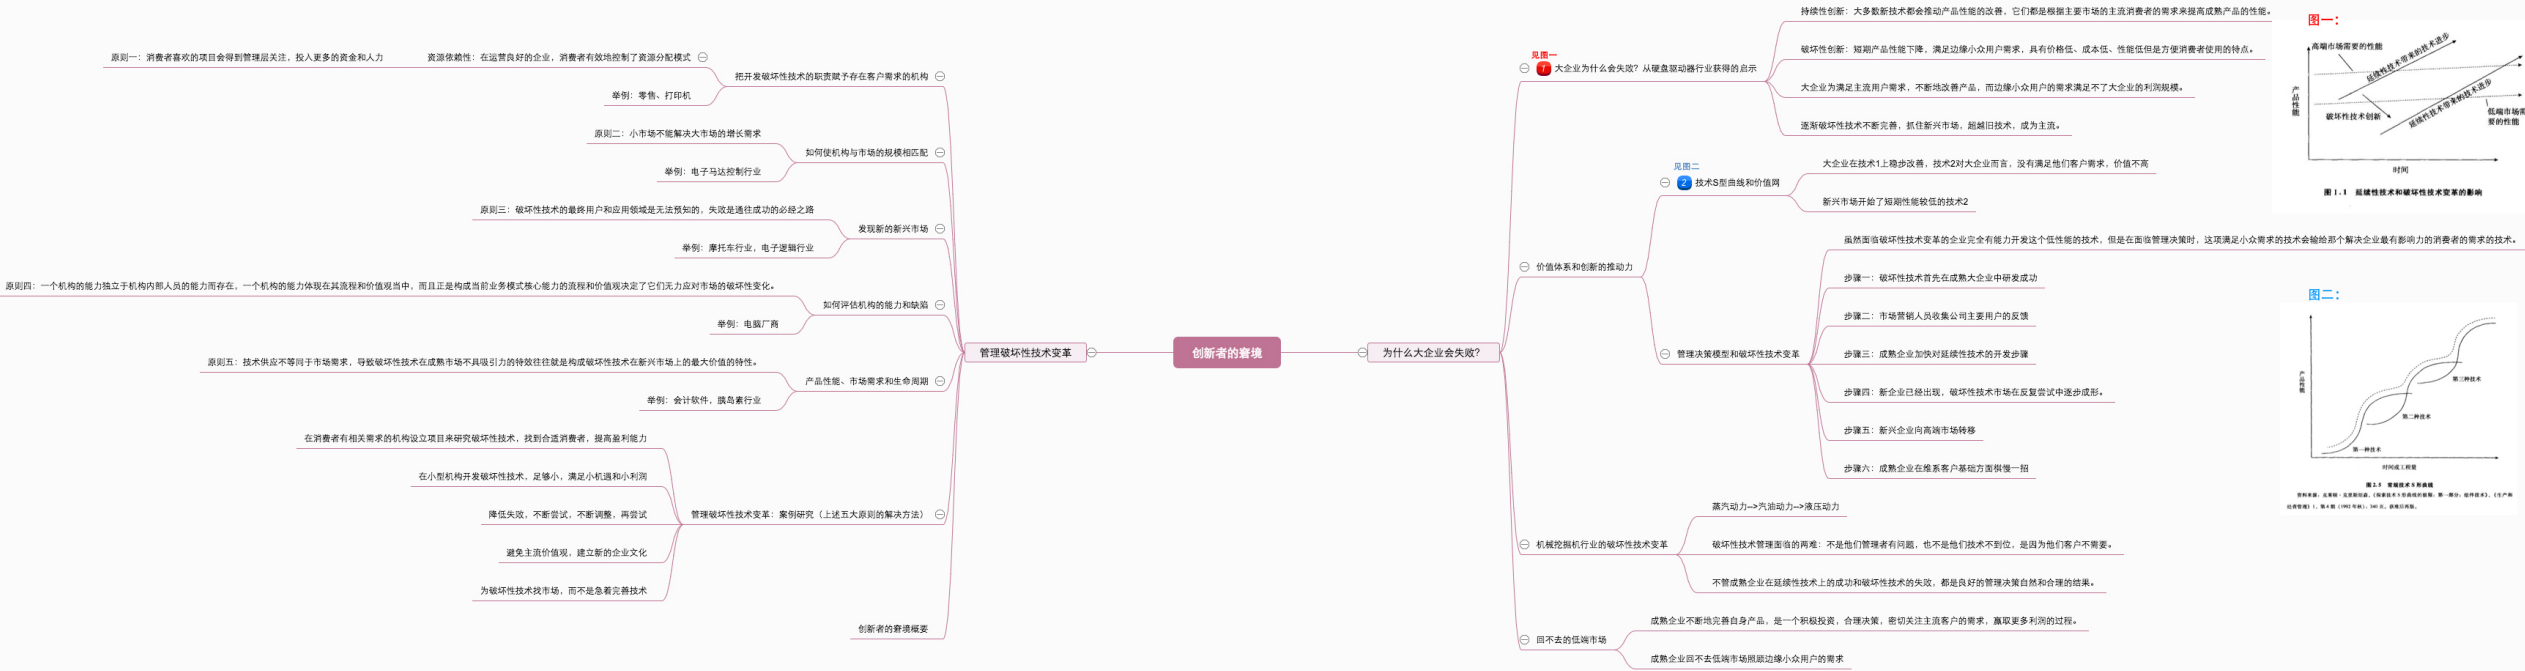 创新者的窘境
为什么大企业会失败?
见图一
1 大企业为什么会失败?从硬盘驱动器行业获得的启示
持续性创新:大多数新技术都会推动产品性能的改善,它们都是根据主要市场的主流消费者的需求来提高成熟产品的性能。
破坏性创新:短期产品性能下降,满足边缘小众用户需求,具有价格低、成本低、性能低但是方便消费者使用的特点。
大企业为满足主流用户需求,不断地改善产品,而边缘小众用户的需求满足不了大企业的利润规模。
逐渐破坏性技术不断完善,抓住新兴市场,超越旧技术,成为主流。
价值体系和创新的推动力
见图二
2 技术S型曲线和价值网
大企业在技术1上稳步改善,技术2对大企业而言,没有满足他们客户需求,价值不高
新兴市场开始了短期性能较低的技术2
管理决策模型和破坏性技术变革
虽然面临破坏性技术变革的企业完全有能力开发这个低性能的技术,但是在面临管理决策时,这项满足小众需求的技术会输给那个解决企业最有影响力的消费者的需求的技术。
步骤一:破坏性技术首先在成熟大企业中研发成功
步骤二:市场营销人员收集公司主要用户的反馈
步骤三:成熟企业加快对延续性技术的开发步骤
步骤四:新企业已经出现,破坏性技术市场在反复尝试中逐步成形。
步骤五:新兴企业向高端市场转移
步骤六:成熟企业在维系客户基础方面棋慢一招
机械挖掘机行业的破坏性技术变革
蒸汽动力-->汽油动力-->液压动力
破坏性技术管理面临的两难:不是他们管理者有问题,也不是他们技术不到位,是因为他们客户不需要。
不管成熟企业在延续性技术上的成功和破坏性技术的失败,都是良好的管理决策自然和合理的结果。
回不去的低端市场
成熟企业不断地完善自身产品,是一个积极投资,合理决策,密切关注主流客户的需求,赢取更多利润的过程。
成熟企业回不去低端市场照顾边缘小众用户的需求
管理破坏性技术变革
把开发破坏性技术的职责赋予存在客户需求的机构
资源依赖性:在运营良好的企业,消费者有效地控制了资源分配模式
原则一:消费者喜欢的项目会得到管理层关注,投入更多的资金和人力
举例:零售、打印机
如何使机构与市场的规模相匹配
原则二:小市场不能解决大市场的增长需求
举例:电子马达控制行业
发现新的新兴市场
原则三:破坏性技术的最终用户和应用领域是无法预知的,失败是通往成功的必经之路
举例:摩托车行业,电子逻辑行业
如何评估机构的能力和缺陷
原则四:一个机构的能力独立于机构内部人员的能力而存在,一个机构的能力体现在其流程和价值观当中,而且正是构成当前业务模式核心能力的流程和价值观决定了它们无力应对市场的破坏性变化。
举例:电脑厂商
产品性能、市场需求和生命周期
原则五:技术供应不等同于市场需求,导致破坏性技术在成熟市场不具吸引力的特效往往就是构成破坏性技术在新兴市场上的最大价值的特性。
举例:会计软件,胰岛素行业
管理破坏性技术变革:案例研究(上述五大原则的解决方法)
在消费者有相关需求的机构设立项目来研究破坏性技术,找到合适消费者,提高盈利能力
在小型机构开发破坏性技术,足够小,满足小机遇和小利润
降低失败,不断尝试,不断调整,再尝试
避免主流价值观,建立新的企业文化
为破坏性技术找市场,而不是急着完善技术
创新者的窘境概要
图一:
高端市场需要的性能
延续性技术带来的技术进步
产品性能
破坏性技术创新
延续性技术带来的技术进步
低端市场需
要的性能
时间
图 1.1 延续性技术和破坏性技术变革的影响
图二:
产品性能
第三种技术
第二种技术
第一种技术
时间或工程量
图 2.5 常规技术 S 形曲线